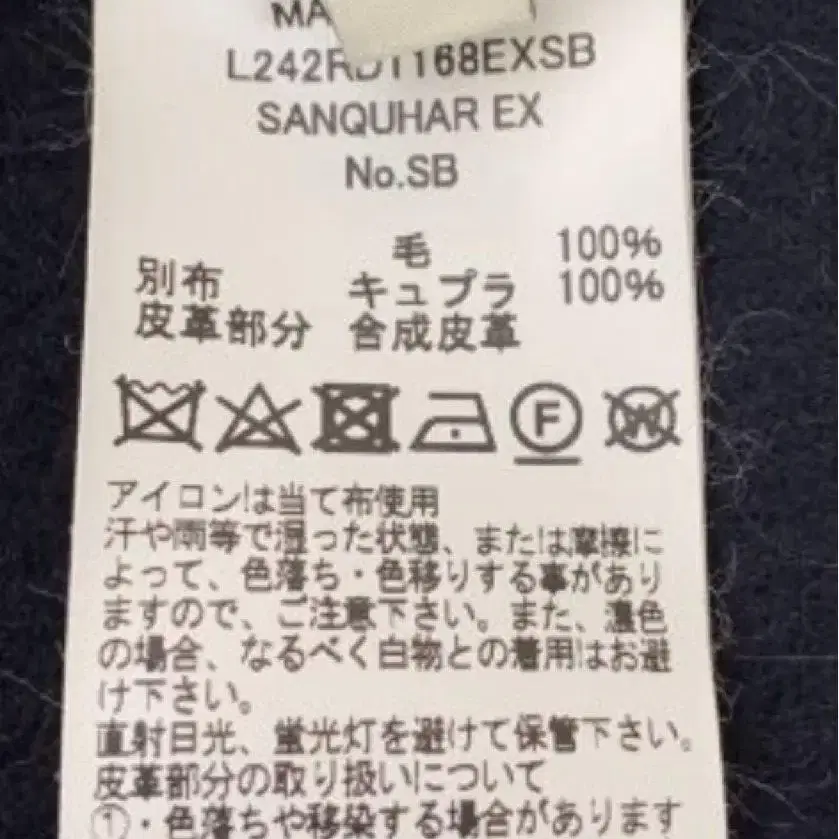 MA
L242RD1168EXSB
SANQUHAR EX
No.SB
毛 100%
別布 キュプラ 100%
皮革部分 合成皮革
F W
アイロンは当て布使用
汗や雨等で湿った状態、または摩擦に
よって、色落ち・色移りする事があり
ますので、ご注意下さい。また、濃色
の場合、なるべく白物との着用はお避
け下さい。
直射日光、蛍光灯を避けて保管下さい。
皮革部分の取り扱いについて
①・色落ちや移染する場合があります